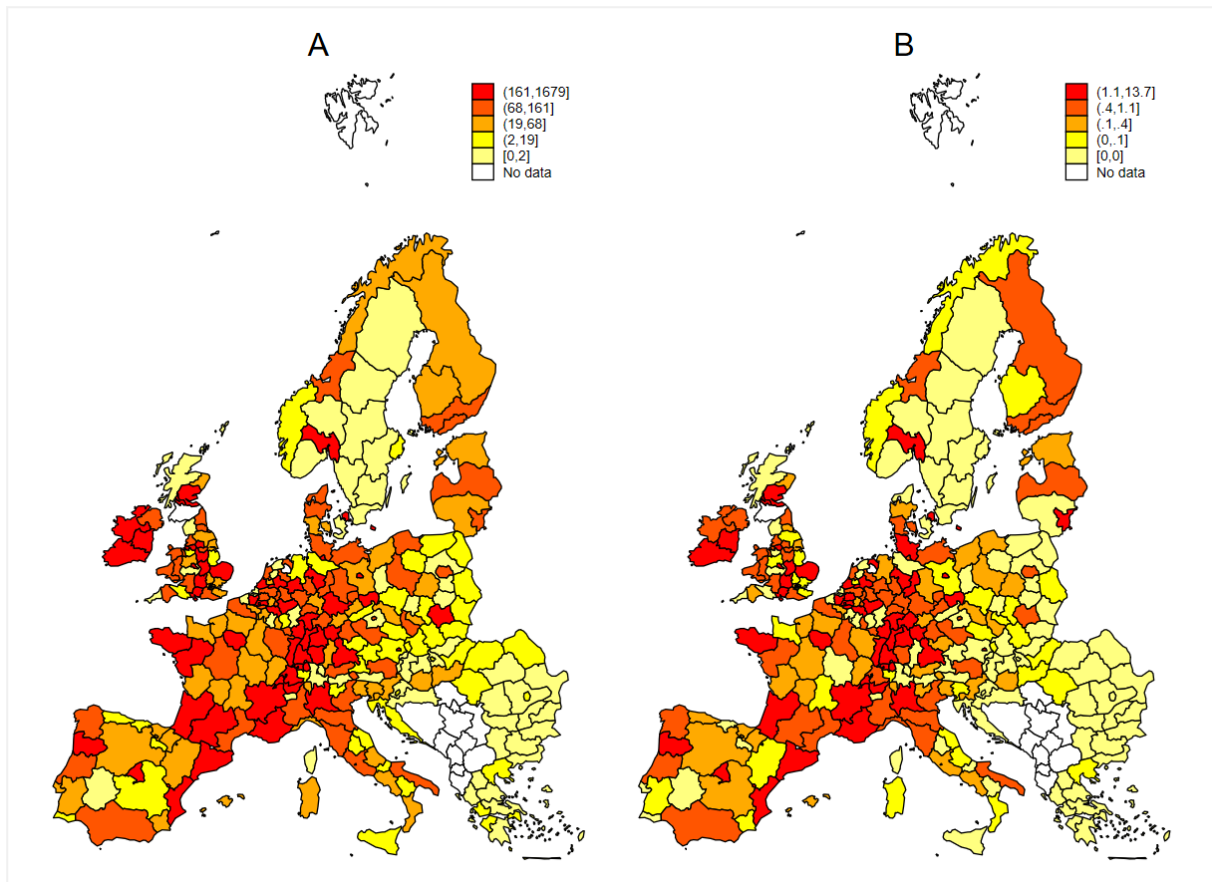 A
(161,1679]
(68,161]
(19,68]
(2,19]
[0,2]
No data
B
(1.1,13.7]
(.4,1.1]
(.1,.4]
(0,.1]
[0,0]
No data